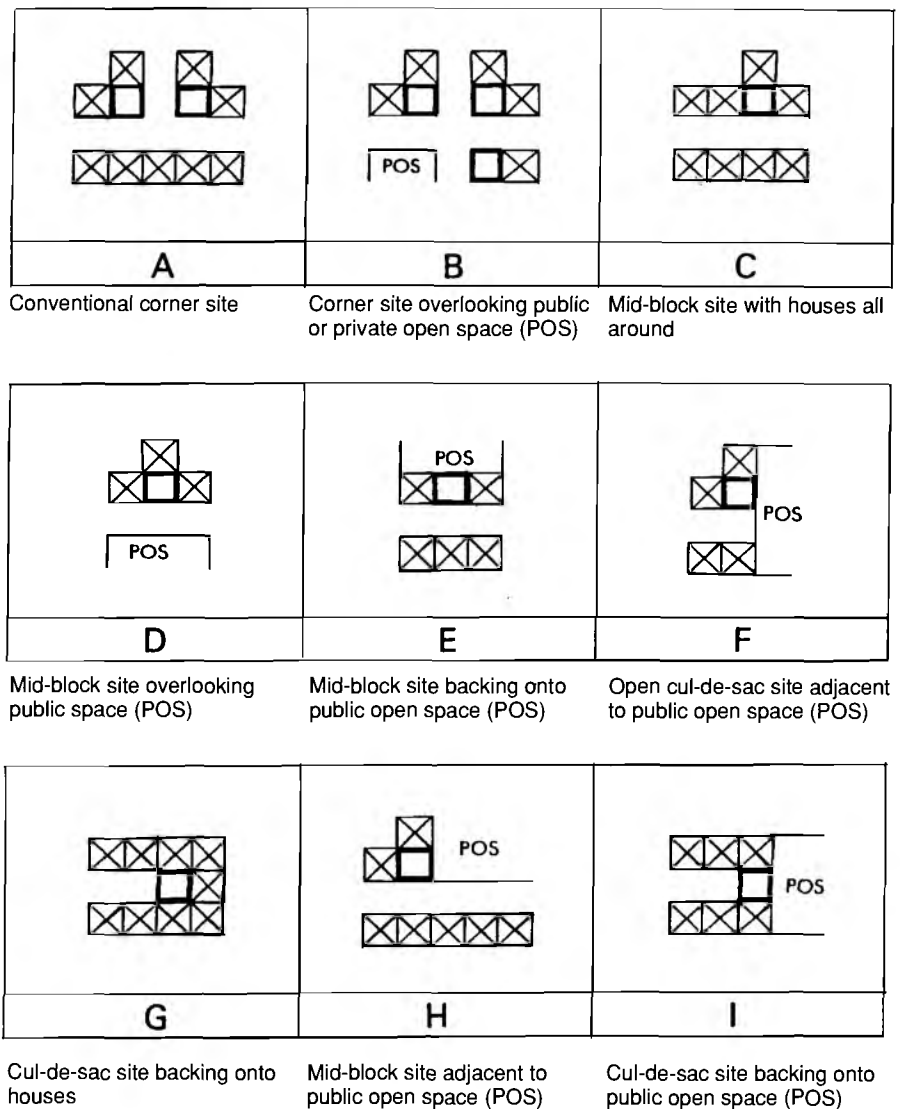 POS
A
B
C
Conventional corner site
Corner site overlooking public
or private open space (POS)
Mid-block site with houses all
around
POS
POS
POS
D
E
F
Mid-block site overlooking
public space (POS)
Mid-block site backing onto
public open space (POS)
Open cul-de-sac site adjacent
to public open space (POS)
POS
POS
G
H
I
Cul-de-sac site backing onto
houses
Mid-block site adjacent to
public open space (POS)
Cul-de-sac site backing onto
public open space (POS)